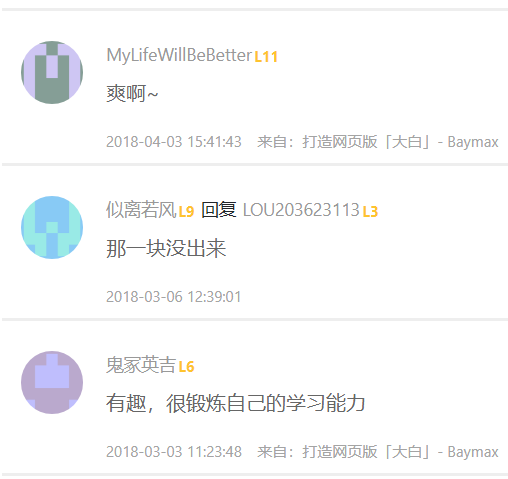 MyLifeWillBeBetter L11
爽啊~
2018-04-03 15:41:43 来自：打造网页版「大白」- Baymax
似离若风 L9 回复 LOU203623113 L3
那一块没出来
2018-03-06 12:39:01
鬼冢英吉 L6
有趣，很锻炼自己的学习能力
2018-03-03 11:23:48 来自：打造网页版「大白」- Baymax